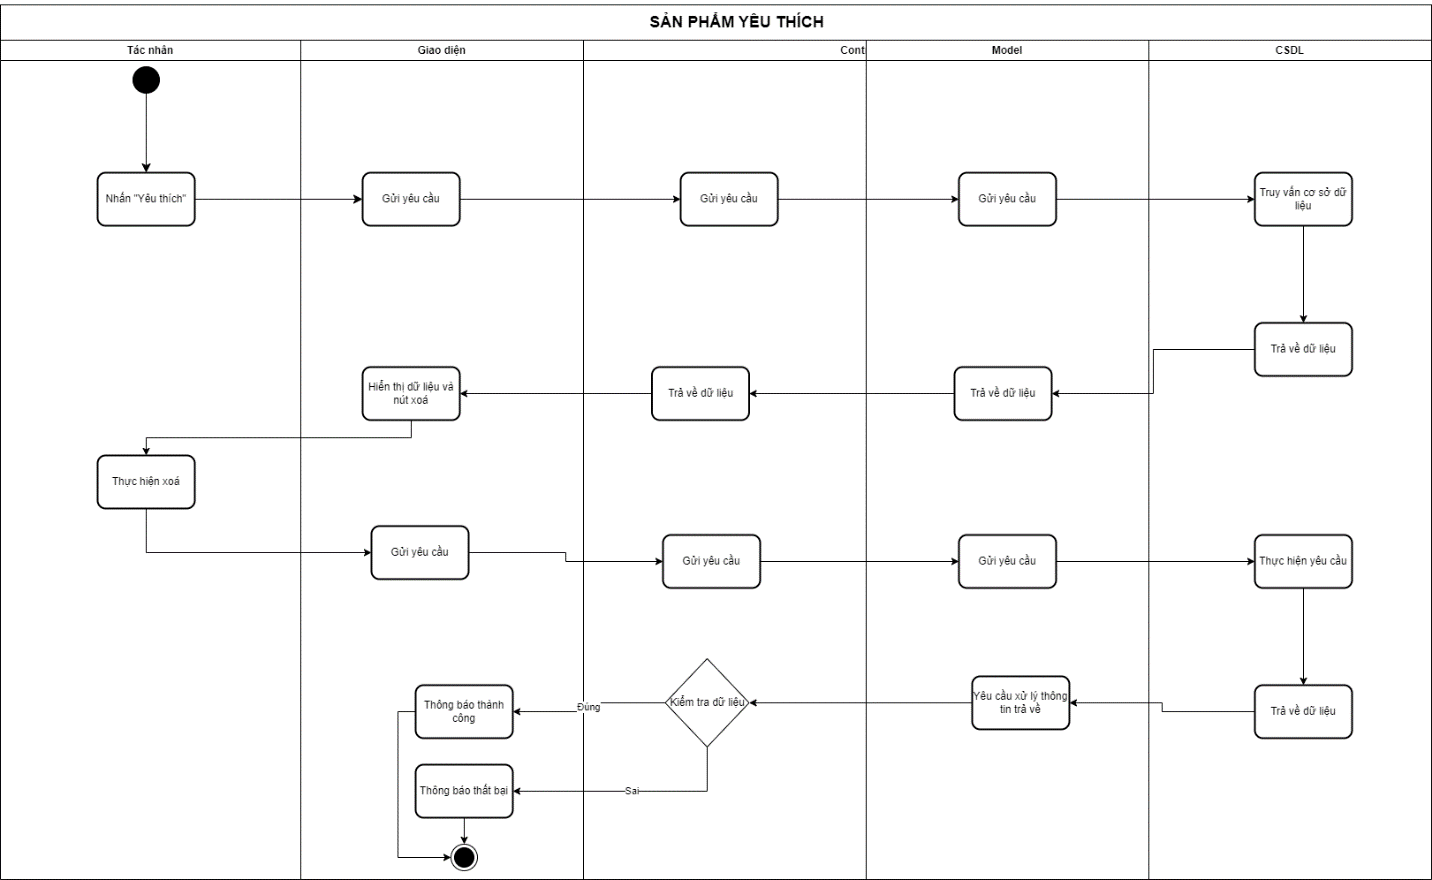 SẢN PHẨM YÊU THÍCH
Tác nhân
Giao diện
Cont
Model
CSDL
Nhấn "Yêu thích"
Gửi yêu cầu
Gửi yêu cầu
Gửi yêu cầu
Truy vấn cơ sở dữ
liệu
Trả về dữ liệu
Hiển thị dữ liệu và
nút xoá
Trả về dữ liệu
Trả về dữ liệu
Thực hiện xoá
Gửi yêu cầu
Gửi yêu cầu
Gửi yêu cầu
Thực hiện yêu cầu
Thông báo thành
công
Đúng
Kiểm tra dữ liệu
Yêu cầu xử lý thông
tin trả về
Trả về dữ liệu
Thông báo thất bại
Sai